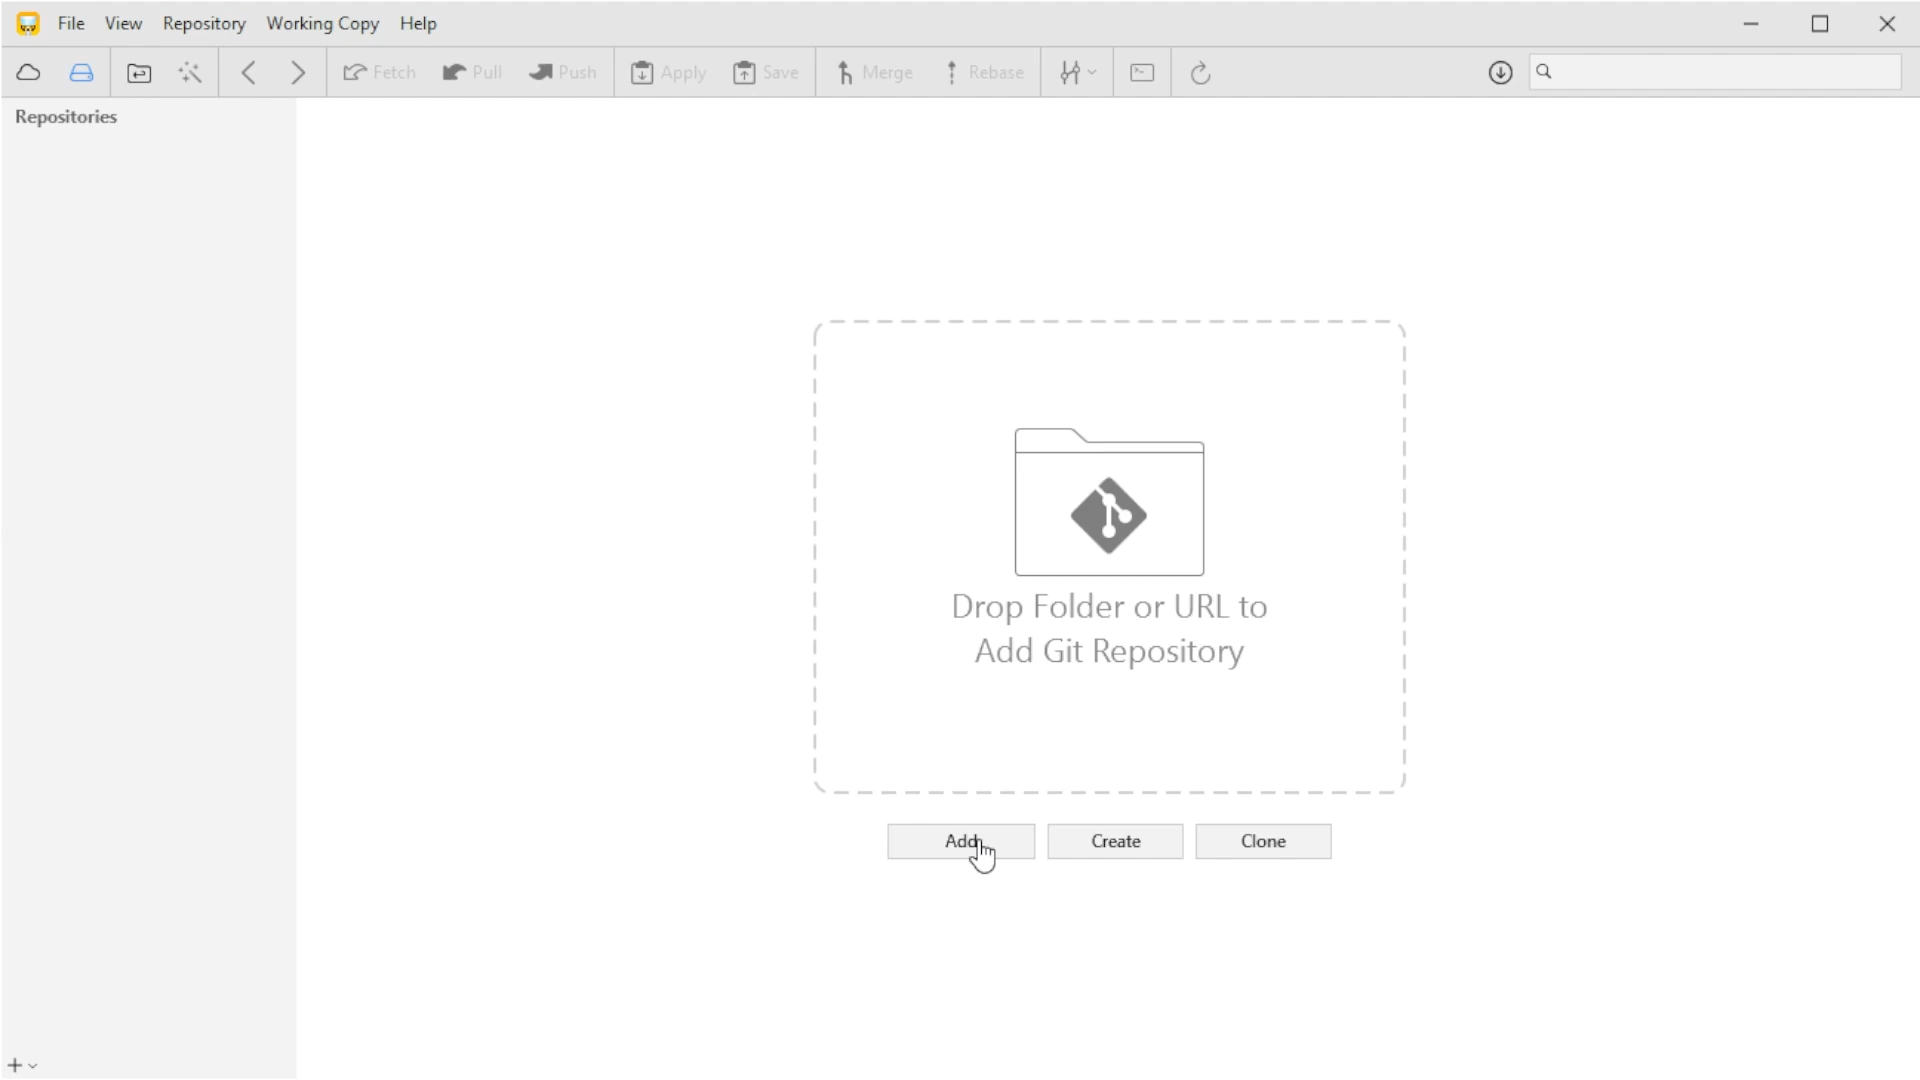 File View Repository Working Copy Help
Fetch Pull Push Apply Save Merge Rebase
Repositories
Drop Folder or URL to
Add Git Repository
Add Create Clone